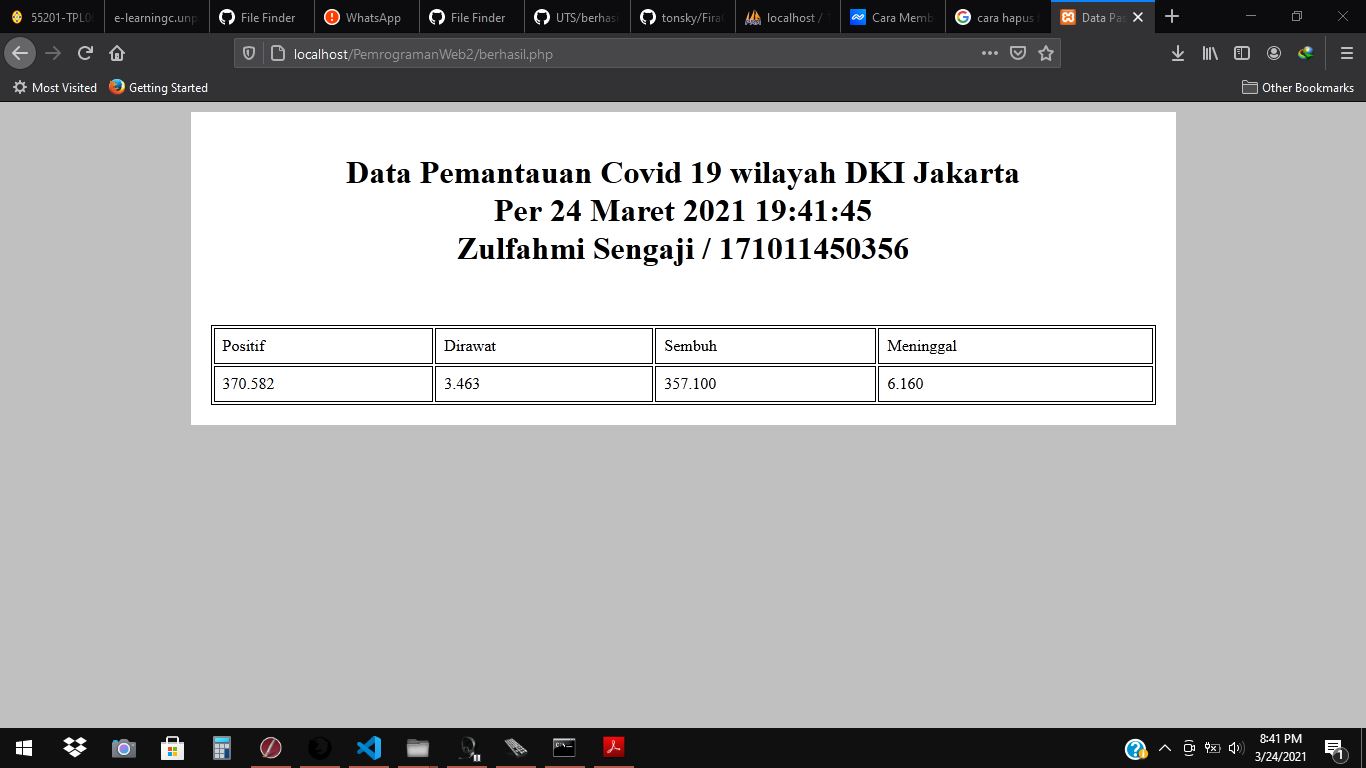 55201-TPL0
e-learningc.unp
File Finder
WhatsApp
File Finder
UTS/berhasi
tonsky/Fira
localhost /
Cara Memb
cara hapus
Data Pa
localhost/PemrogramanWeb2/berhasil.php
Most Visited
Getting Started
Other Bookmarks
Data Pemantauan Covid 19 wilayah DKI Jakarta
Per 24 Maret 2021 19:41:45
Zulfahmi Sengaji / 171011450356
Positif Dirawat Sembuh Meninggal
370.582 3.463 357.100 6.160
8:41 PM
3/24/2021
1